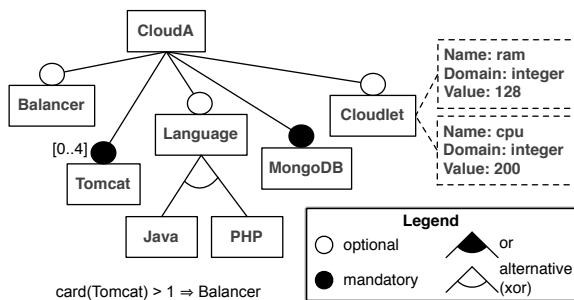 CloudA
Name: ram
Domain: integer
Value: 128
Balancer
Language
Cloudlet
[0..4]
Tomcat
MongoDB
Name: cpu
Domain: integer
Value: 200
Java
PHP
Legend
optional
or
mandatory
alternative
(xor)
card(Tomcat) > 1 ⇒ Balancer